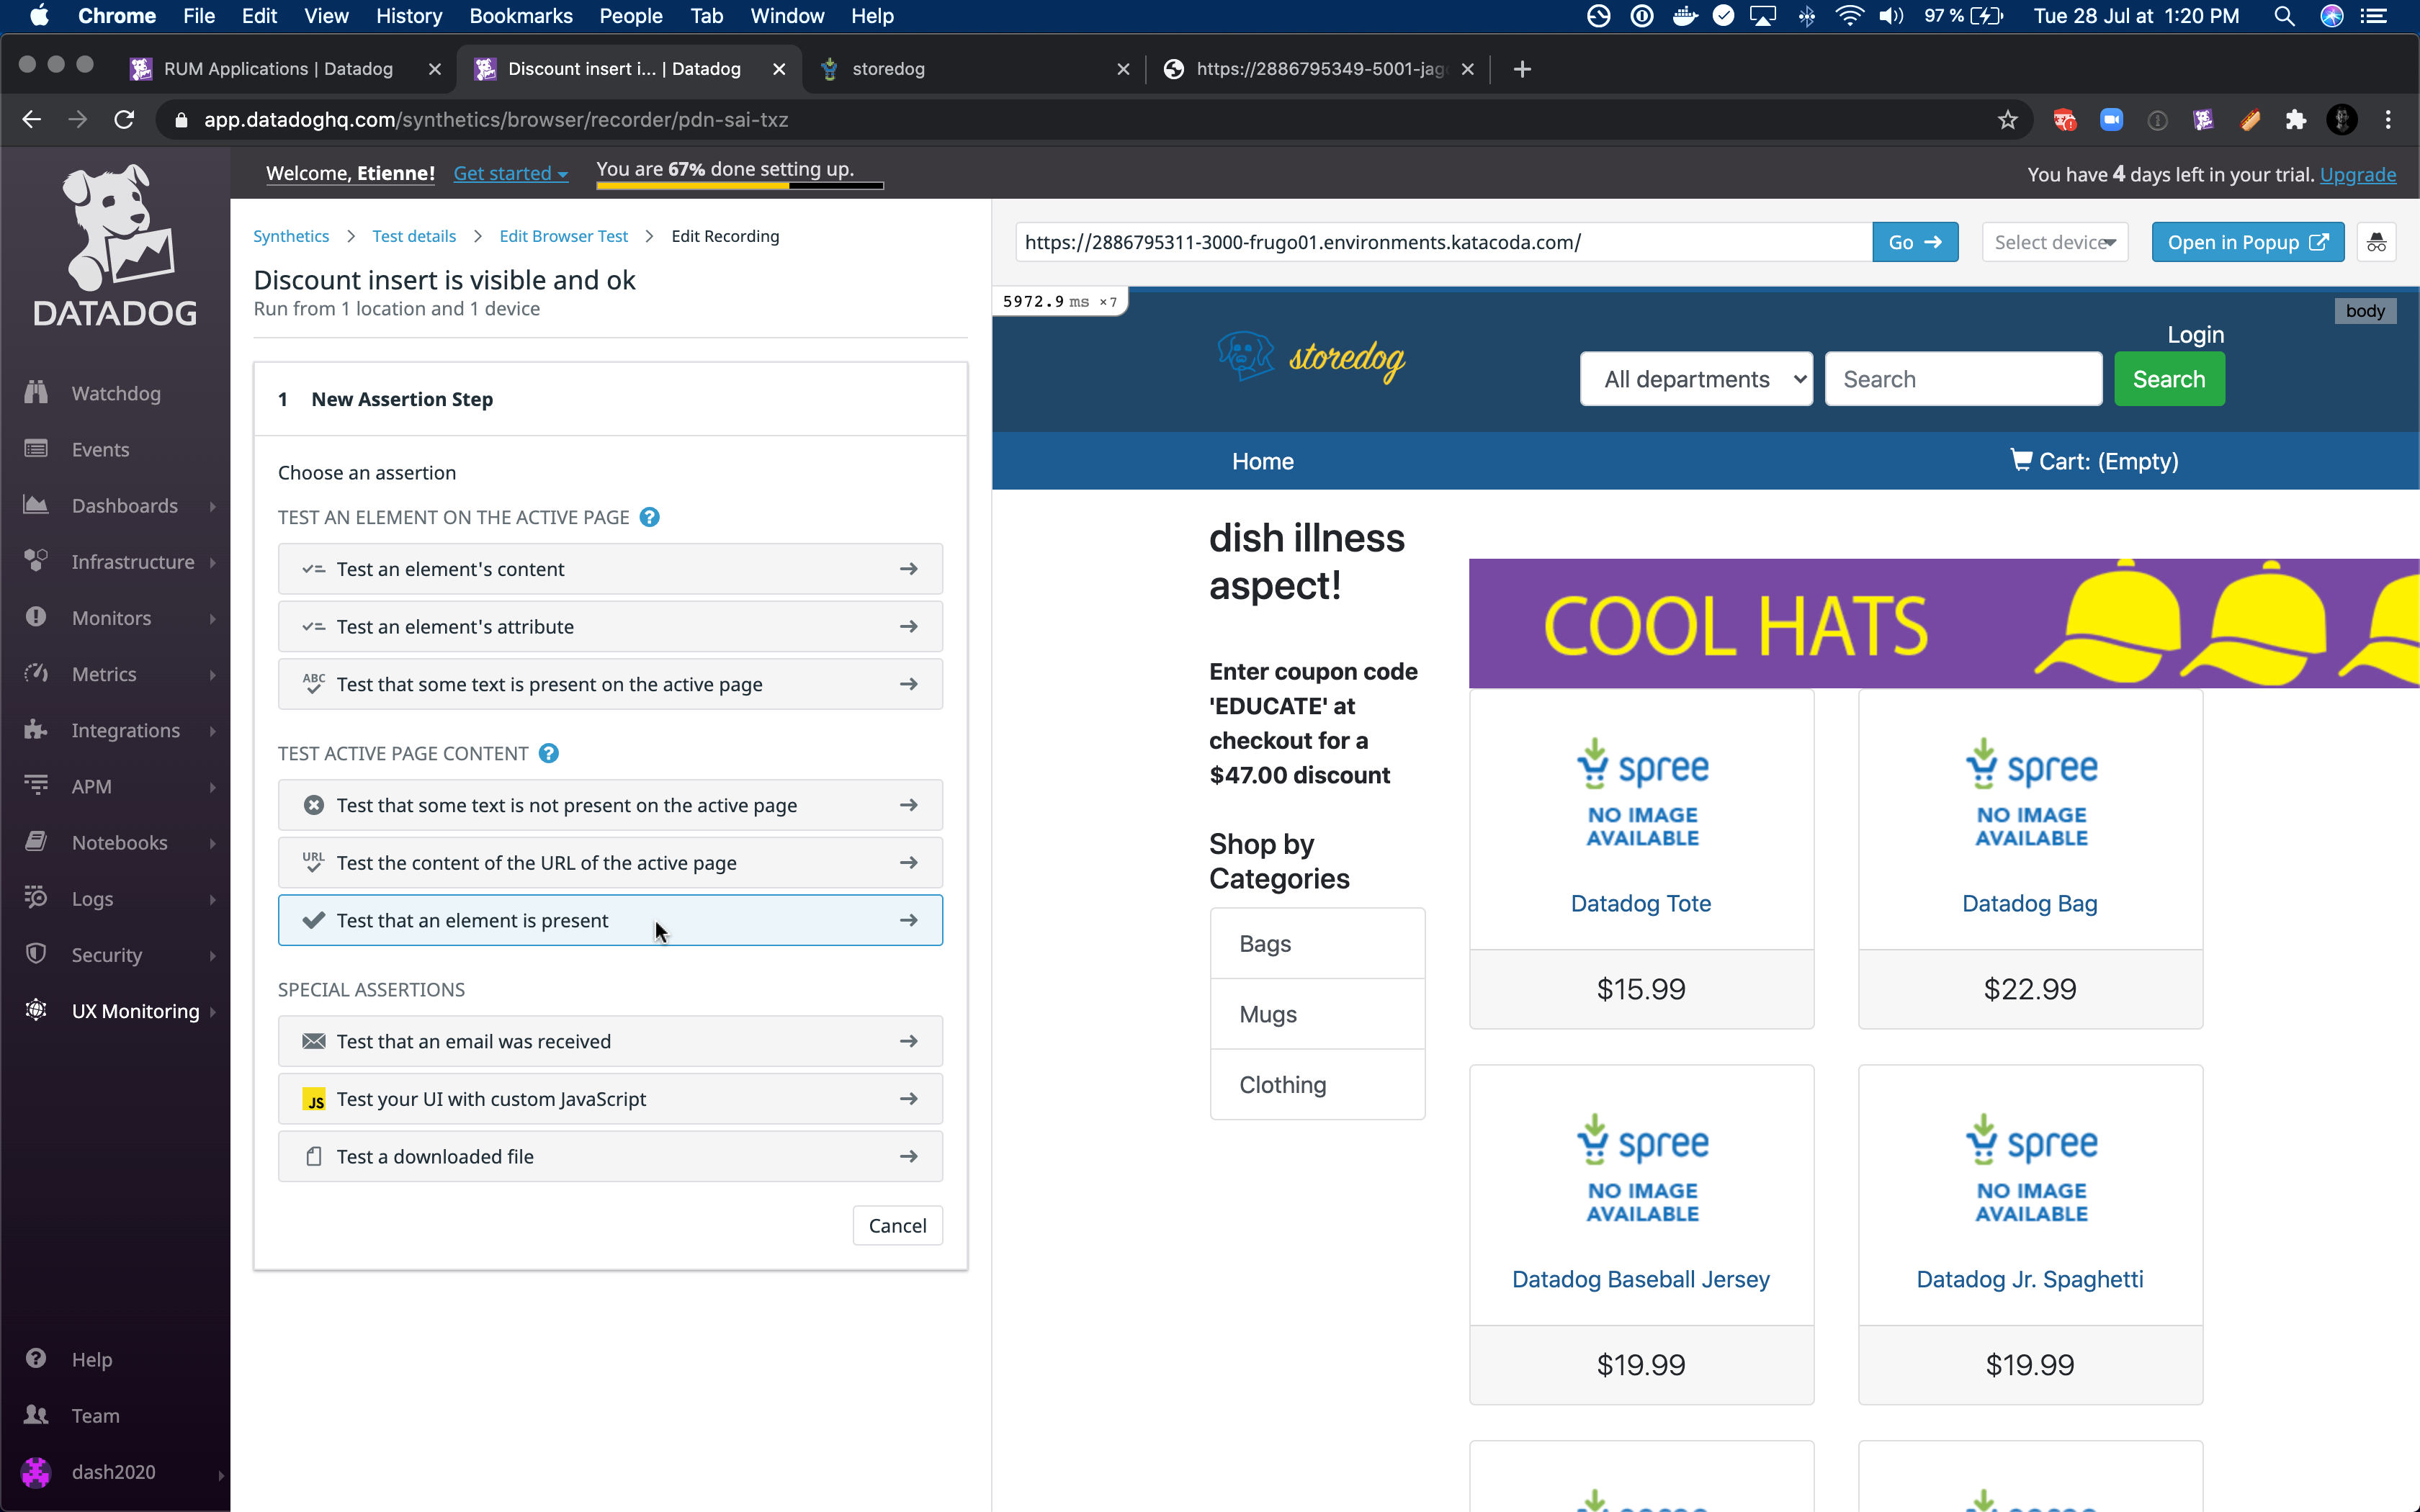 Chrome File Edit View History Bookmarks People Tab Window Help
97 % Tue 28 Jul at 1:20 PM
RUM Applications | Datadog
Discount insert i... | Datadog
storedog
https://2886795349-5001-jag
app.datadoghq.com/synthetics/browser/recorder/pdn-sai-txz
DATADOG
Watchdog
Events
Dashboards
Infrastructure
Monitors
Metrics
Integrations
APM
Notebooks
Logs
Security
UX Monitoring
Help
Team
dash2020
Welcome, Etienne! Get started You are 67% done setting up.
You have 4 days left in your trial. Upgrade
Synthetics > Test details > Edit Browser Test > Edit Recording
Discount insert is visible and ok
Run from 1 location and 1 device
1 New Assertion Step
Choose an assertion
TEST AN ELEMENT ON THE ACTIVE PAGE ?
Test an element's content
Test an element's attribute
ABC Test that some text is present on the active page
TEST ACTIVE PAGE CONTENT ?
Test that some text is not present on the active page
URL Test the content of the URL of the active page
Test that an element is present
SPECIAL ASSERTIONS
Test that an email was received
JS Test your UI with custom JavaScript
Test a downloaded file
Cancel
https://2886795311-3000-frugo01.environments.katacoda.com/ Go Select device Open in Popup
5972.9 ms ×7
body
storedog
Login
All departments Search Search
Home Cart: (Empty)
dish illness
aspect!
Enter coupon code
'EDUCATE' at
checkout for a
$47.00 discount
Shop by
Categories
Bags
Mugs
Clothing
COOL HATS
spree
NO IMAGE
AVAILABLE
Datadog Tote
$15.99
spree
NO IMAGE
AVAILABLE
Datadog Bag
$22.99
spree
NO IMAGE
AVAILABLE
Datadog Baseball Jersey
$19.99
spree
NO IMAGE
AVAILABLE
Datadog Jr. Spaghetti
$19.99